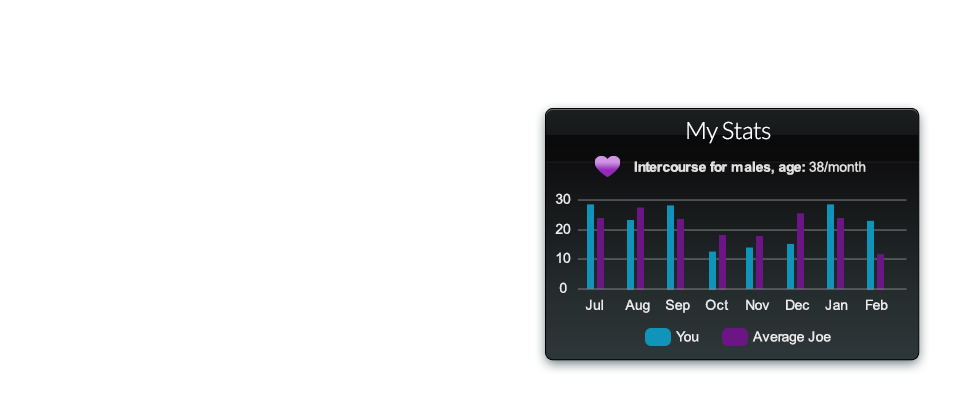 My Stats
Intercourse for males, age: 38/month
30
20
10
0
Jul Aug Sep Oct Nov Dec Jan Feb
You Average Joe